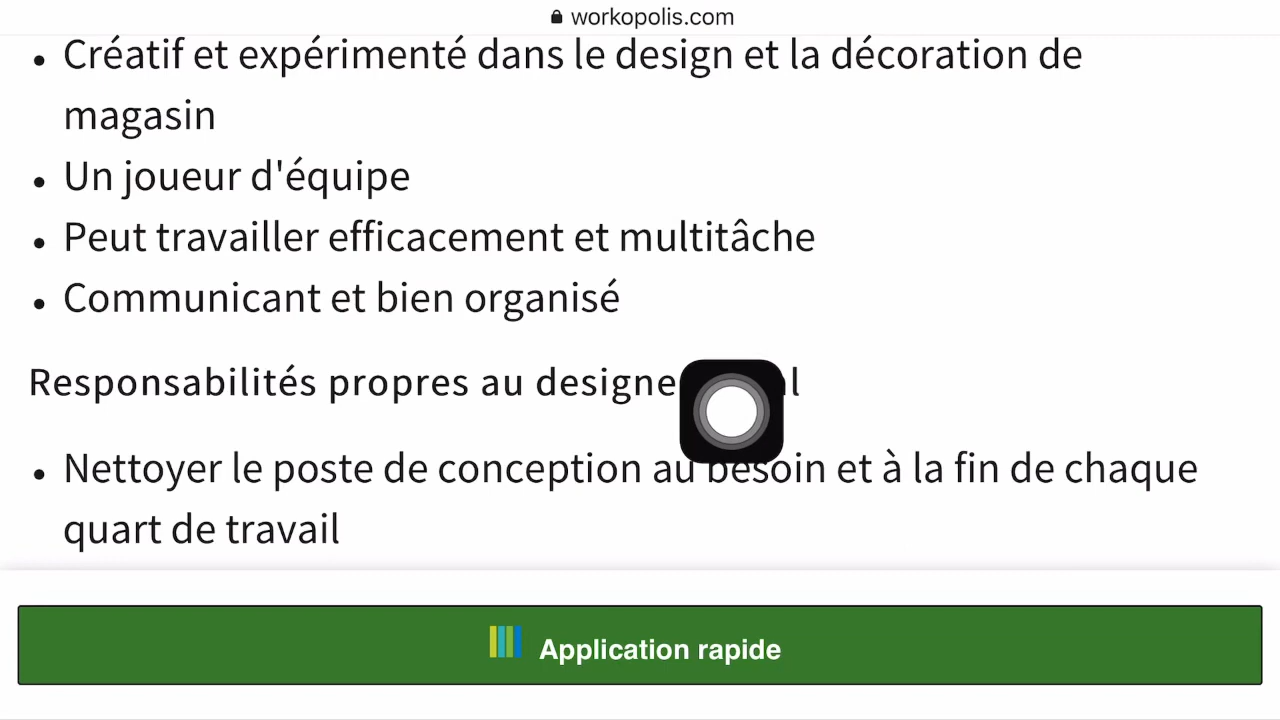 workopolis.com
• Créatif et expérimenté dans le design et la décoration de
magasin
• Un joueur d'équipe
• Peut travailler efficacement et multitâche
• Communicant et bien organisé
Responsabilités propres au
• Nettoyer le poste de conception au besoin et à la fin de chaque
quart de travail
Application rapide